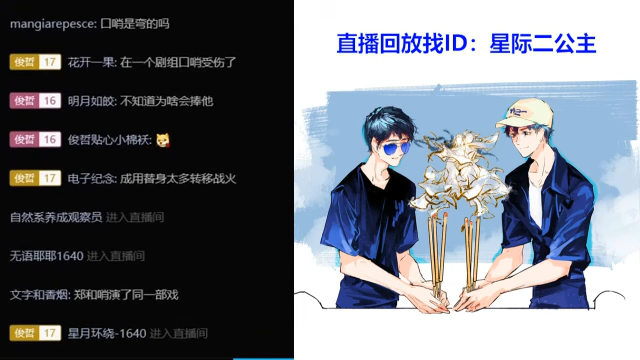 mangiarepesce: 口哨是弯的吗
俊哲 17 花开一果: 在一个剧组口哨受伤了
俊哲 16 明月如皎: 不知道为啥会捧他
俊哲 16 俊哲贴心小棉袄:
俊哲 17 电子纪念: 成用替身太多转移战火
自然系养成观察员 进入直播间
无语耶耶1640 进入直播间
文字和香烟: 郑和哨演了同一部戏
俊哲 17 星月环绕-1640 进入直播间
直播回放找ID：星际二公主